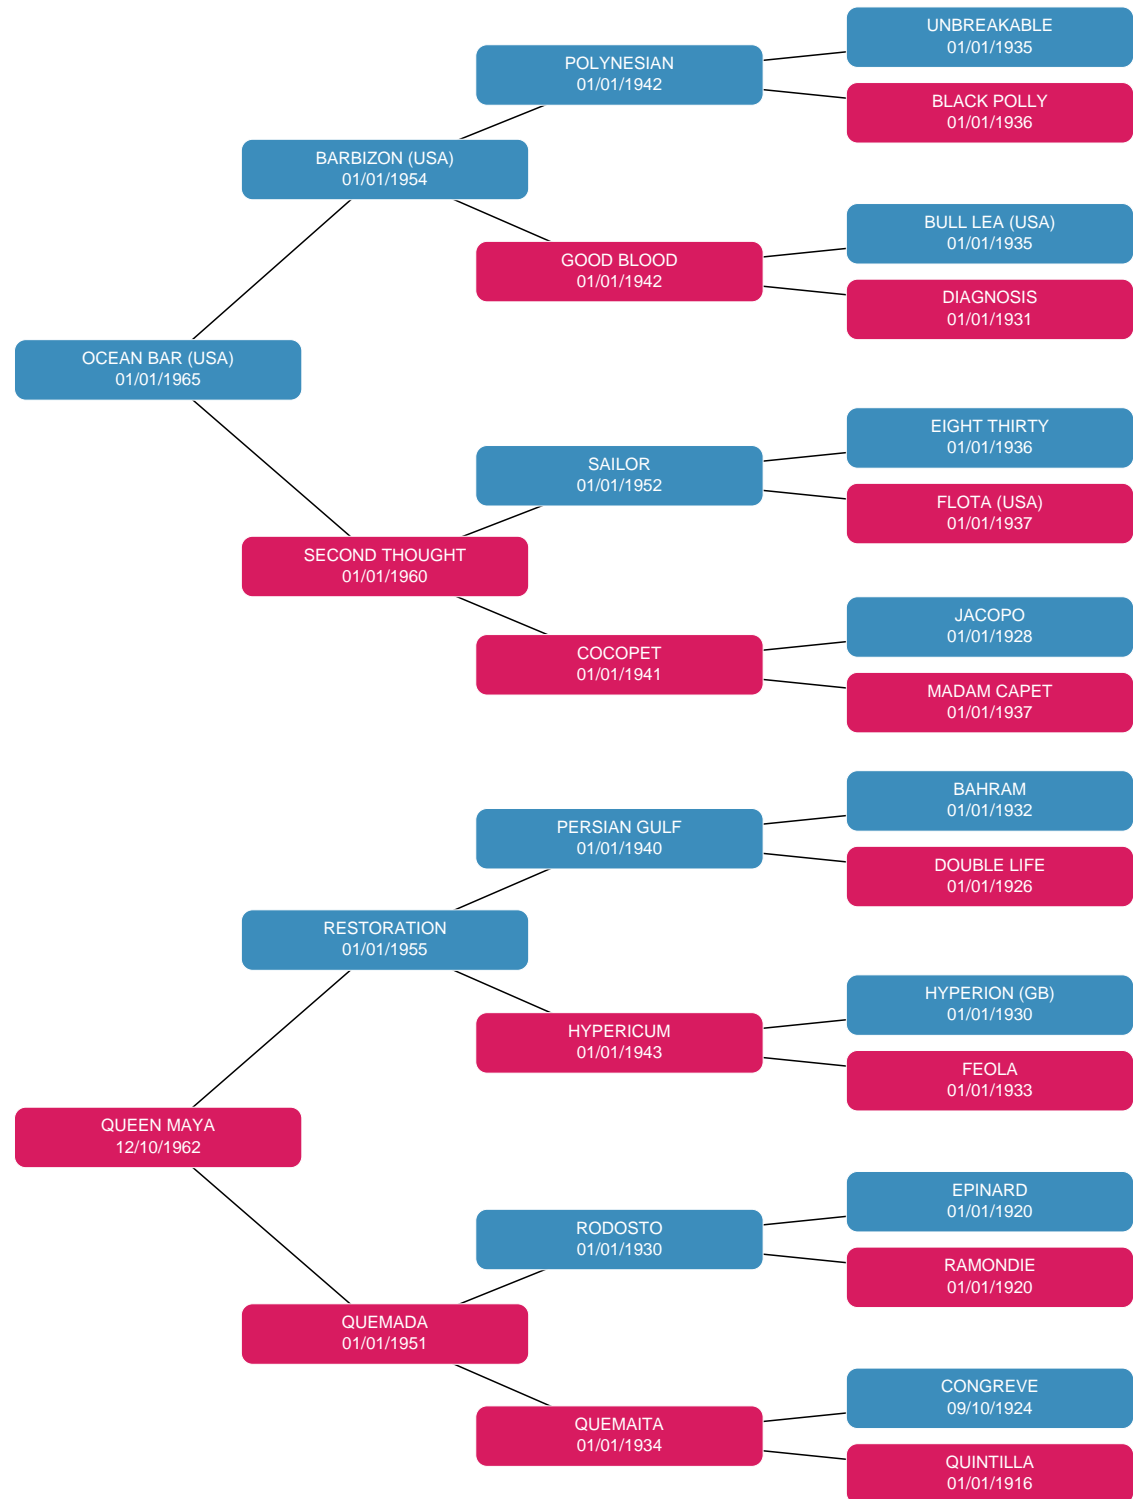 UNBREAKABLE
01/01/1935
POLYNESIAN
01/01/1942
BLACK POLLY
01/01/1936
BARBIZON (USA)
01/01/1954
BULL LEA (USA)
01/01/1935
GOOD BLOOD
01/01/1942
DIAGNOSIS
01/01/1931
OCEAN BAR (USA)
01/01/1965
EIGHT THIRTY
01/01/1936
SAILOR
01/01/1952
FLOTA (USA)
01/01/1937
SECOND THOUGHT
01/01/1960
JACOPO
01/01/1928
COCOPET
01/01/1941
MADAM CAPET
01/01/1937
BAHRAM
01/01/1932
PERSIAN GULF
01/01/1940
DOUBLE LIFE
01/01/1926
RESTORATION
01/01/1955
HYPERION (GB)
01/01/1930
HYPERICUM
01/01/1943
FEOLA
01/01/1933
QUEEN MAYA
12/10/1962
EPINARD
01/01/1920
RODOSTO
01/01/1930
RAMONDIE
01/01/1920
QUEMADA
01/01/1951
CONGREVE
09/10/1924
QUEMAITA
01/01/1934
QUINTILLA
01/01/1916